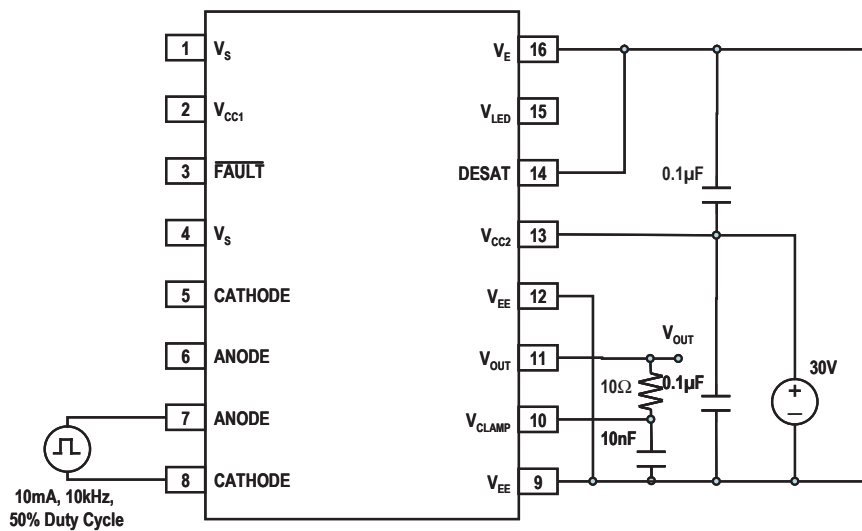 1 V_S
2 V_CC1
3 FAULT
4 V_S
5 CATHODE
6 ANODE
7 ANODE
8 CATHODE
V_E 16
V_LED 15
DESAT 14
V_CC2 13
V_EE 12
V_OUT 11
V_CLAMP 10
V_EE 9
0.1µF
V_OUT
10Ω
0.1µF
10nF
30V
+
–
10mA, 10kHz,
50% Duty Cycle